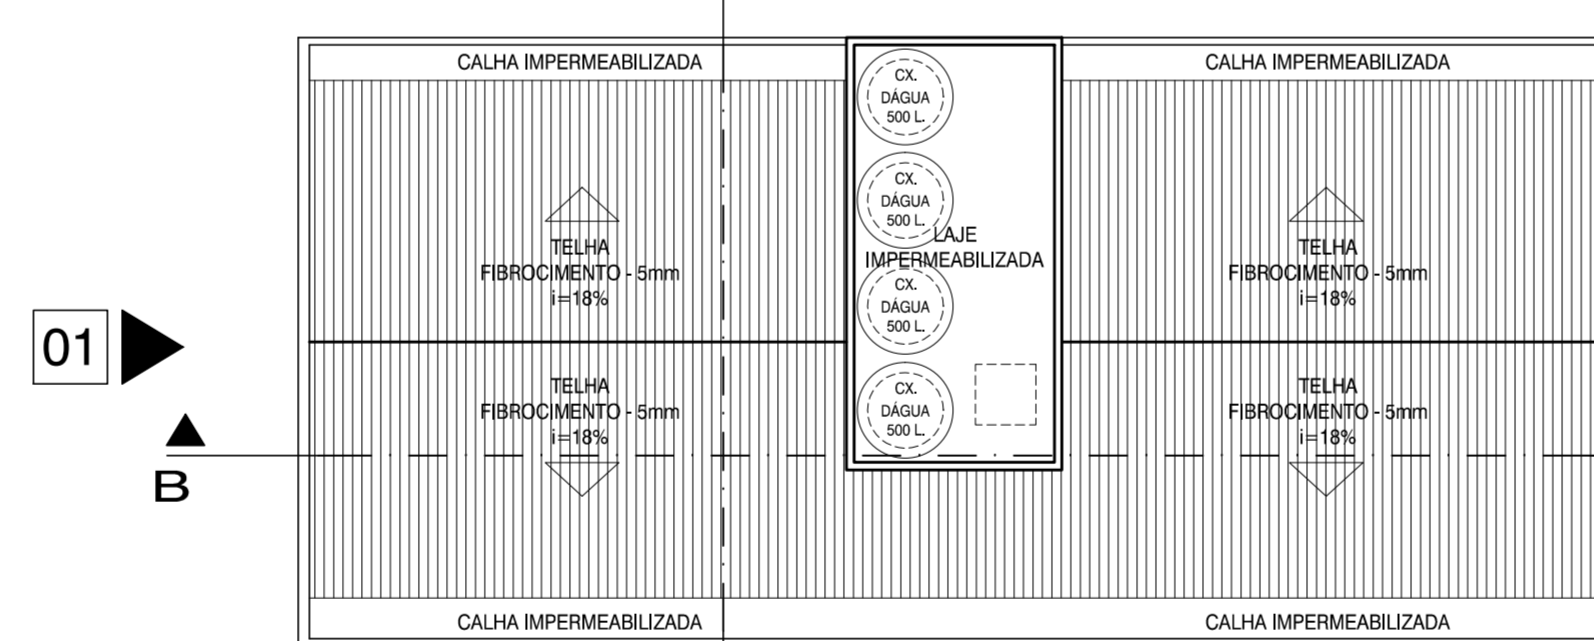 CALHA IMPERMEABILIZADA
CALHA IMPERMEABILIZADA
CX.
DÁGUA
500 L.
CX.
DÁGUA
500 L.
LAJE
IMPERMEABILIZADA
TELHA
FIBROCIMENTO - 5mm
i=18%
TELHA
FIBROCIMENTO - 5mm
i=18%
CX.
DÁGUA
500 L.
01
TELHA
FIBROCIMENTO - 5mm
i=18%
CX.
DÁGUA
500 L.
TELHA
FIBROCIMENTO - 5mm
i=18%
B
CALHA IMPERMEABILIZADA
CALHA IMPERMEABILIZADA